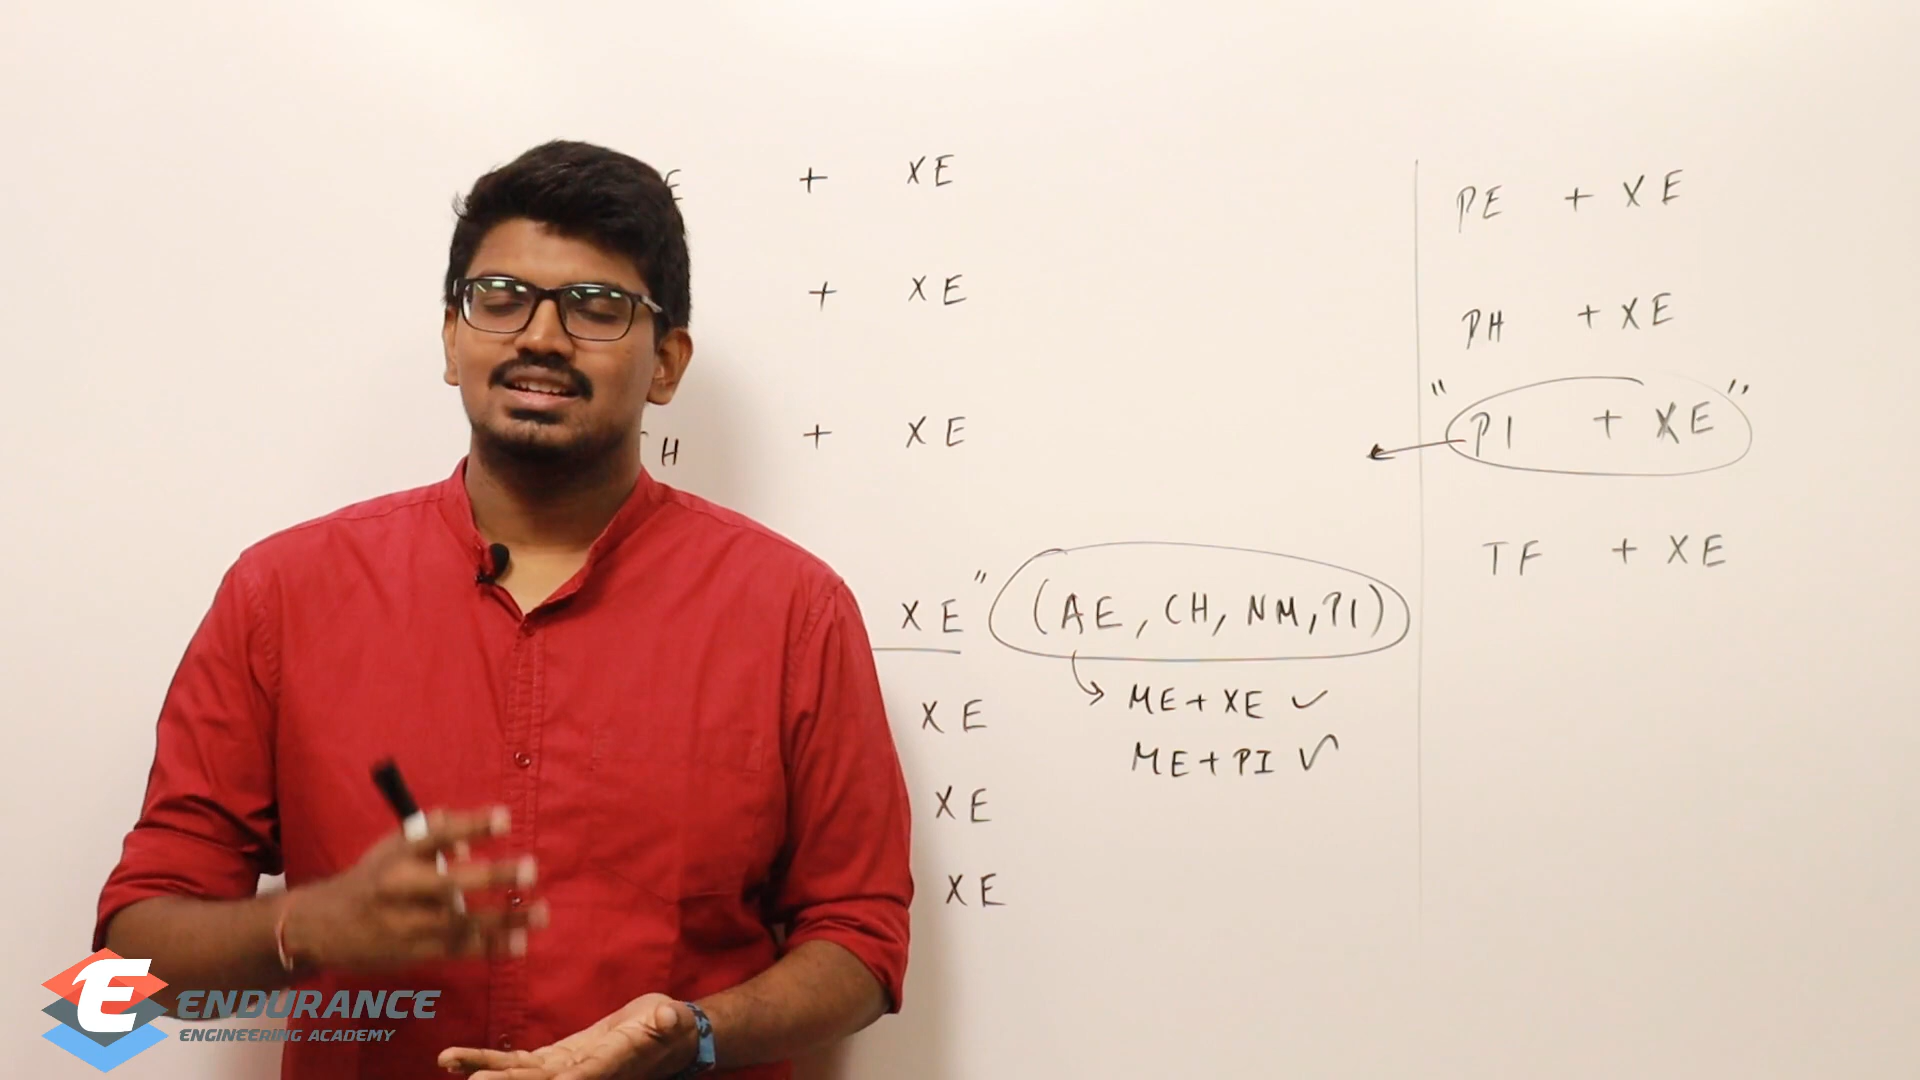 E + XE
+ XE
H + XE
XE " (AE, CH, NM, PI)
ME + XE ✓
XE
ME + PI ✓
XE
XE
PE + XE
PH + XE
" PI + XE "
TF + XE
E ENDURANCE
ENGINEERING ACADEMY